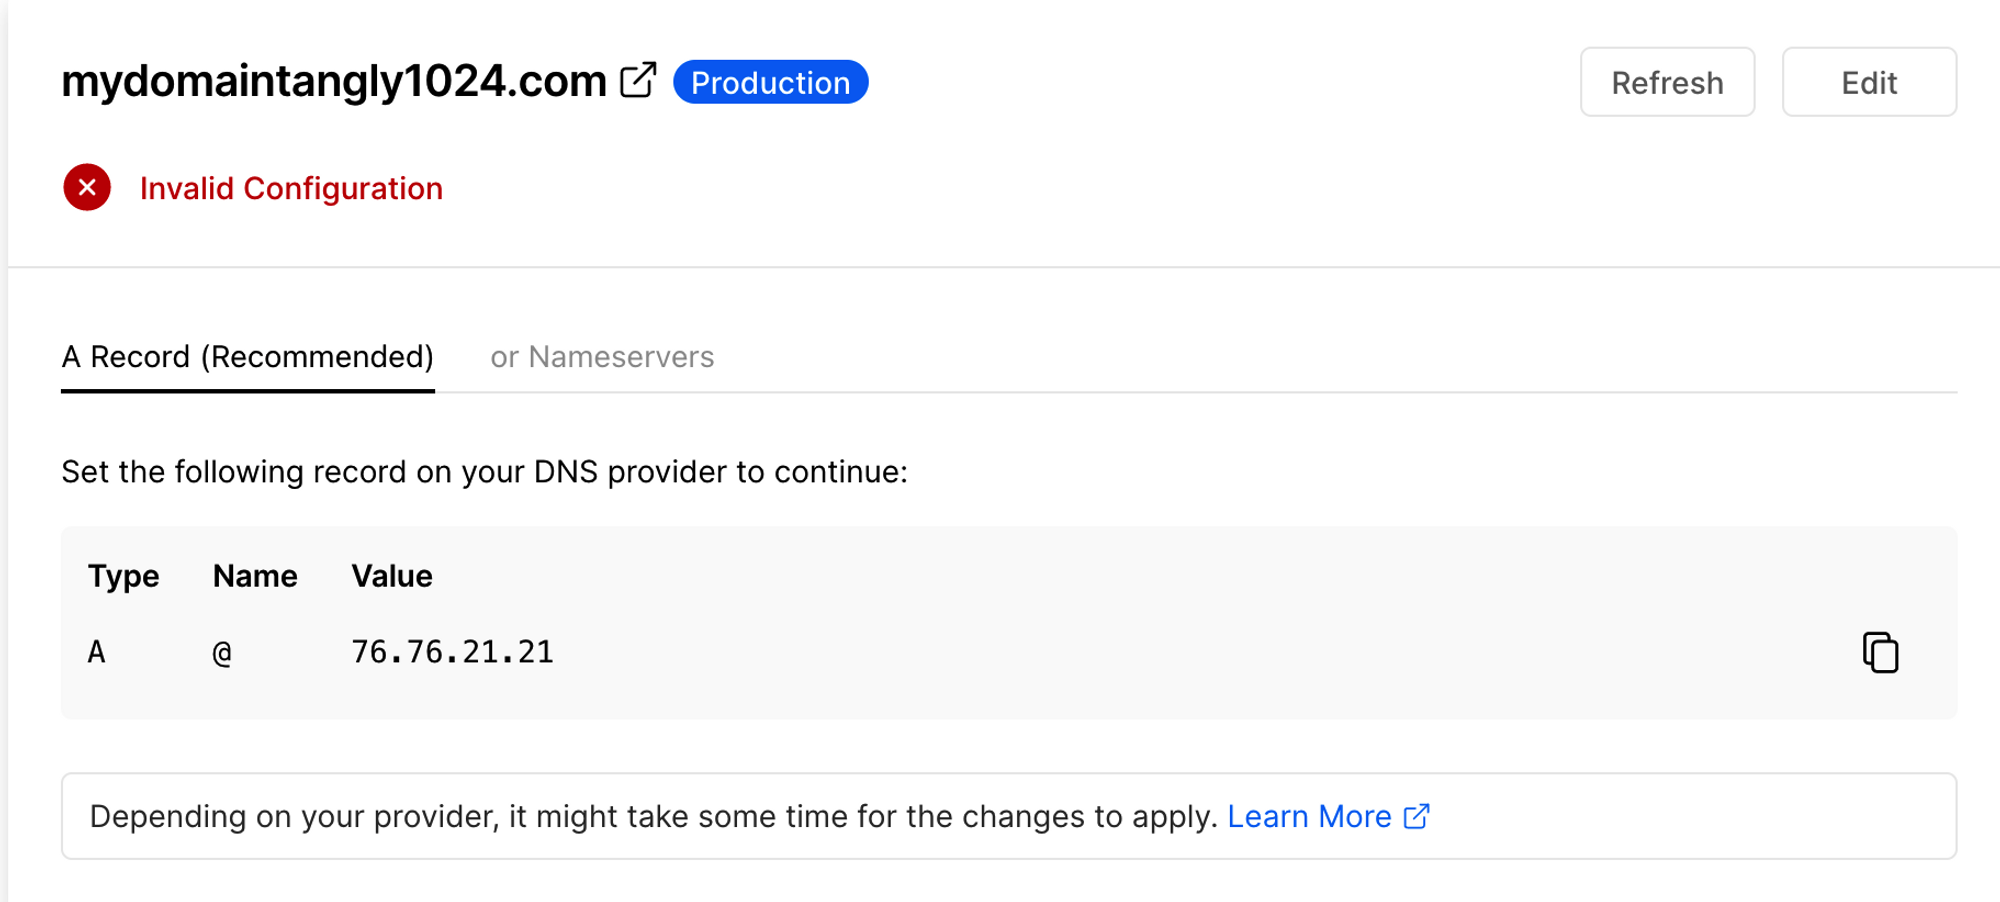 mydomaintangly1024.com Production Refresh Edit
Invalid Configuration
A Record (Recommended) or Nameservers
Set the following record on your DNS provider to continue:
Type Name Value
A @ 76.76.21.21
Depending on your provider, it might take some time for the changes to apply. Learn More